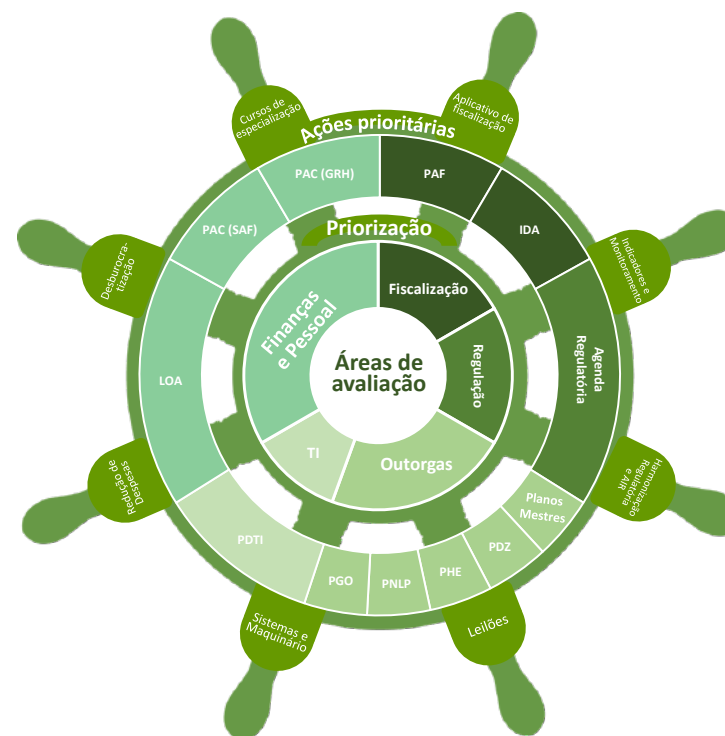 Cursos de
especialização
Aplicativo de
fiscalização
Ações prioritárias
PAC (GRH)
PAF
PAC (SAF)
IDA
Priorização
Desburocra-
tização
Indicadores e
Monitoramento
Finanças
e Pessoal
Fiscalização
Áreas de
avaliação
Regulação
Agenda
Regulatória
LOA
TI
Outorgas
Redução de
Despesas
Harmonização
Regulatória
e AIR
Planos
Mestres
PDTI
PDZ
PHE
PNLP
PGO
Sistemas e
Maquinário
Leilões